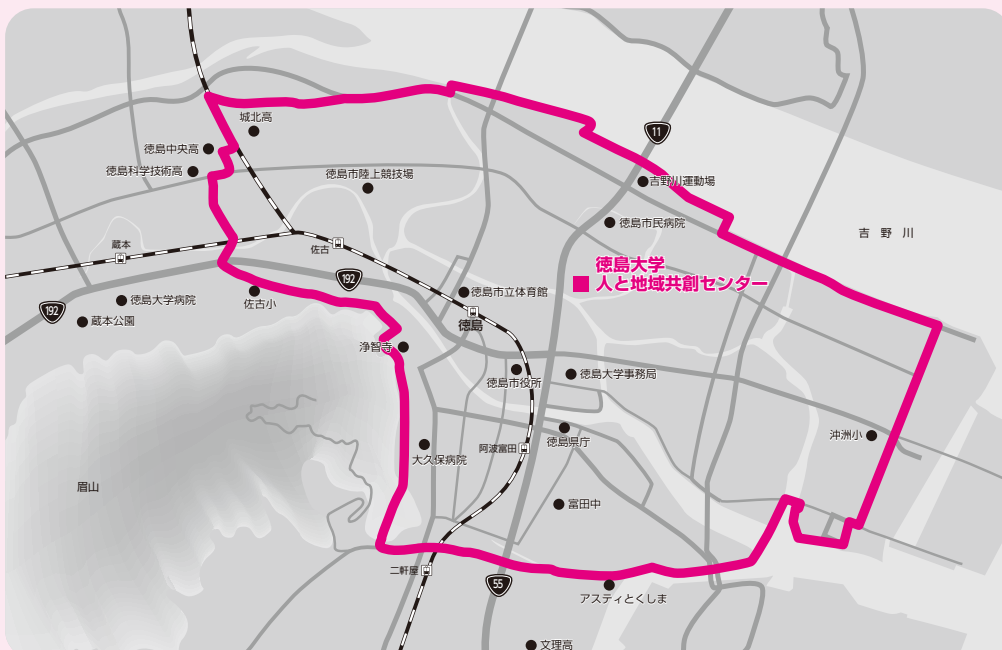 城北高
徳島中央高
徳島科学技術高
徳島市陸上競技場
11
吉野川運動場
徳島市民病院
吉野川
蔵本
佐古
192
徳島大学
人と地域共創センター
徳島大学病院
佐古小
徳島市立体育館
192
蔵本公園
徳島
浄智寺
徳島市役所
徳島大学事務局
沖洲小
徳島県庁
阿波富田
大久保病院
眉山
富田中
二軒屋
55
アスティとくしま
文理高